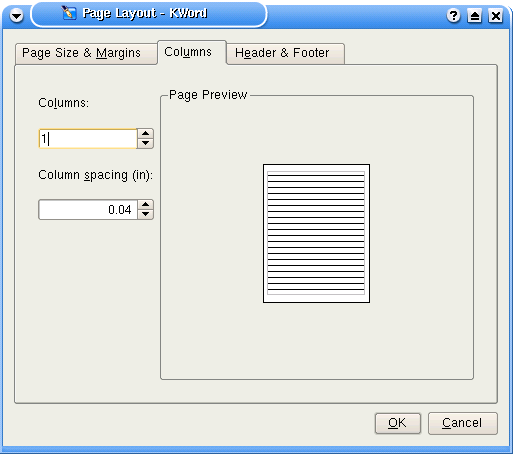 Page Layout - KWord
?
Page Size & Margins
Columns
Header & Footer
Columns:
1
Column spacing (in):
0.04
Page Preview
OK
Cancel